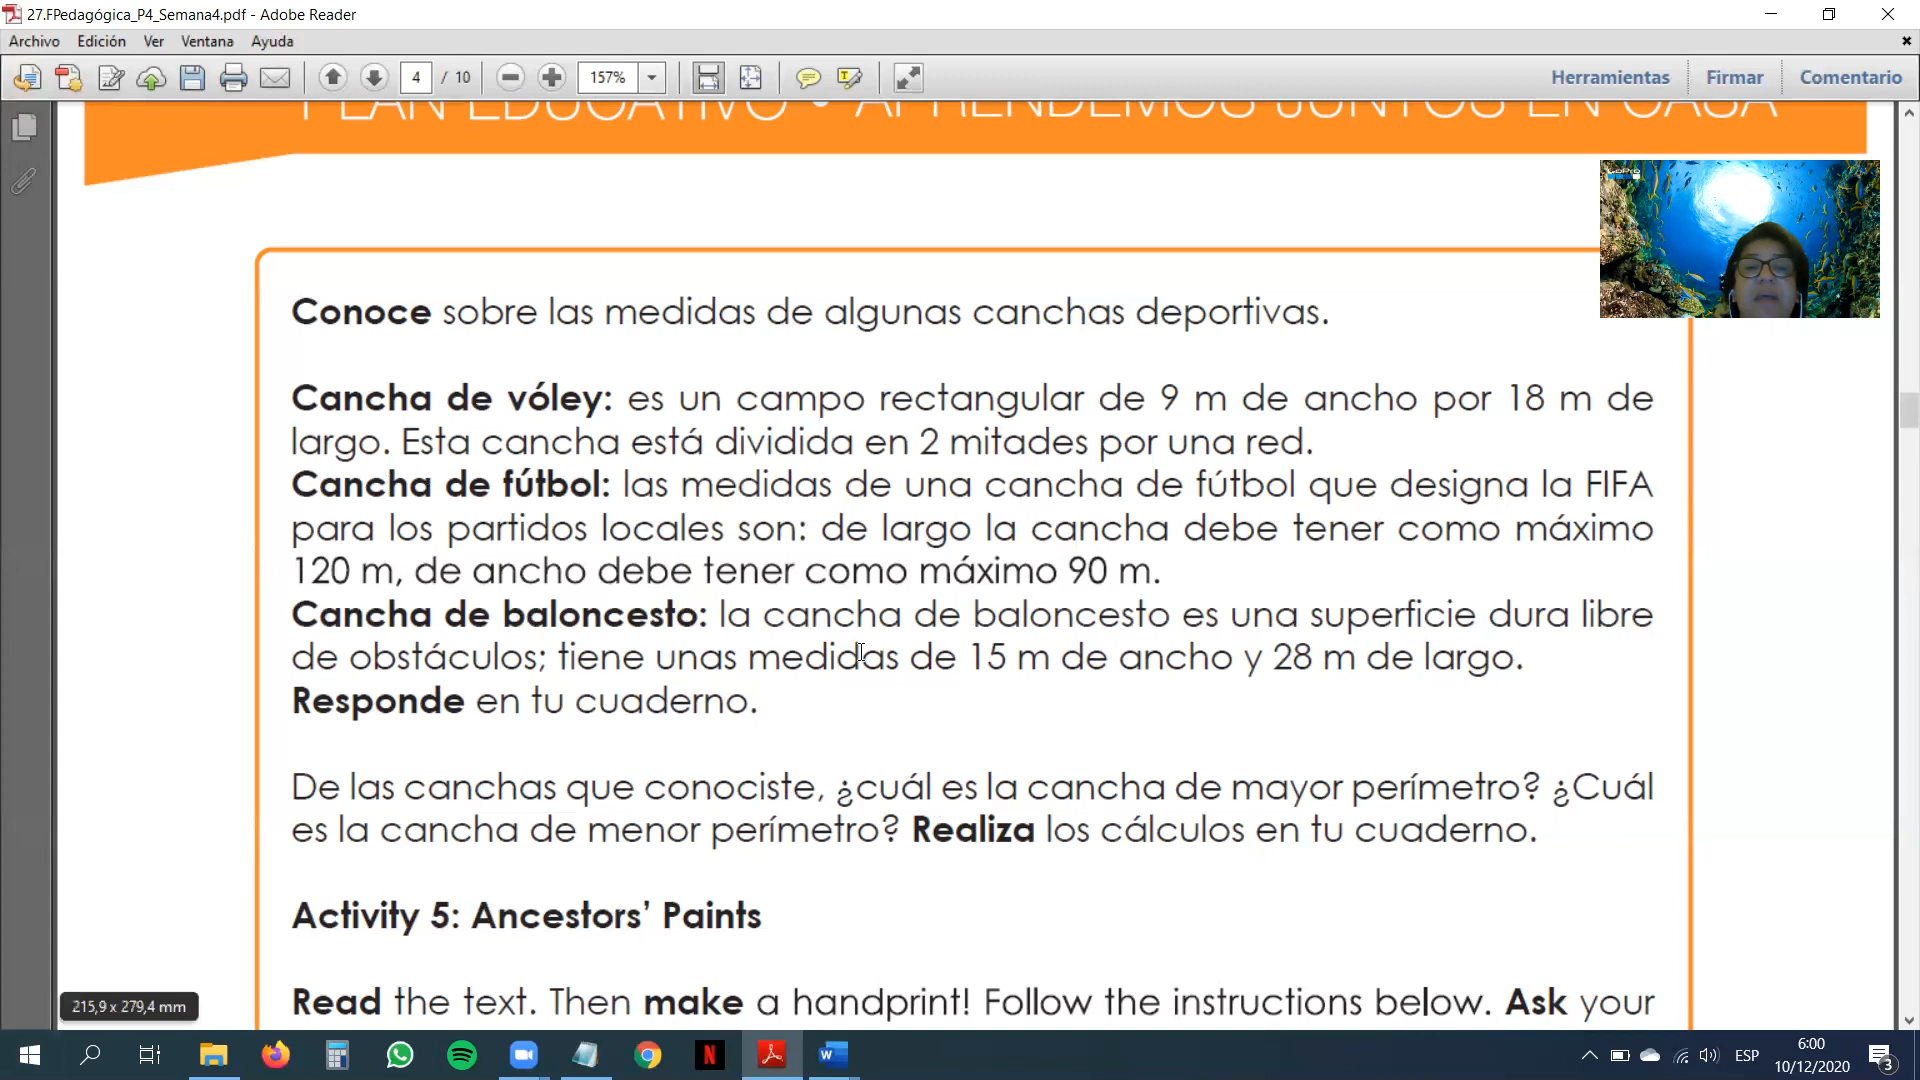 27.FPedagógica_P4_Semana4.pdf - Adobe Reader
Archivo Edición Ver Ventana Ayuda
4 / 10 157% Herramientas Firmar Comentario
PLAN EDUCATIVO • APRENDEMOS JUNTOS EN CASA
GoPro
Conoce sobre las medidas de algunas canchas deportivas.
Cancha de vóley: es un campo rectangular de 9 m de ancho por 18 m de
largo. Esta cancha está dividida en 2 mitades por una red.
Cancha de fútbol: las medidas de una cancha de fútbol que designa la FIFA
para los partidos locales son: de largo la cancha debe tener como máximo
120 m, de ancho debe tener como máximo 90 m.
Cancha de baloncesto: la cancha de baloncesto es una superficie dura libre
de obstáculos; tiene unas medidas de 15 m de ancho y 28 m de largo.
Responde en tu cuaderno.
De las canchas que conociste, ¿cuál es la cancha de mayor perímetro? ¿Cuál
es la cancha de menor perímetro? Realiza los cálculos en tu cuaderno.
Activity 5: Ancestors’ Paints
Read the text. Then make a handprint! Follow the instructions below. Ask your
215,9 x 279,4 mm
ESP
6:00
10/12/2020
3